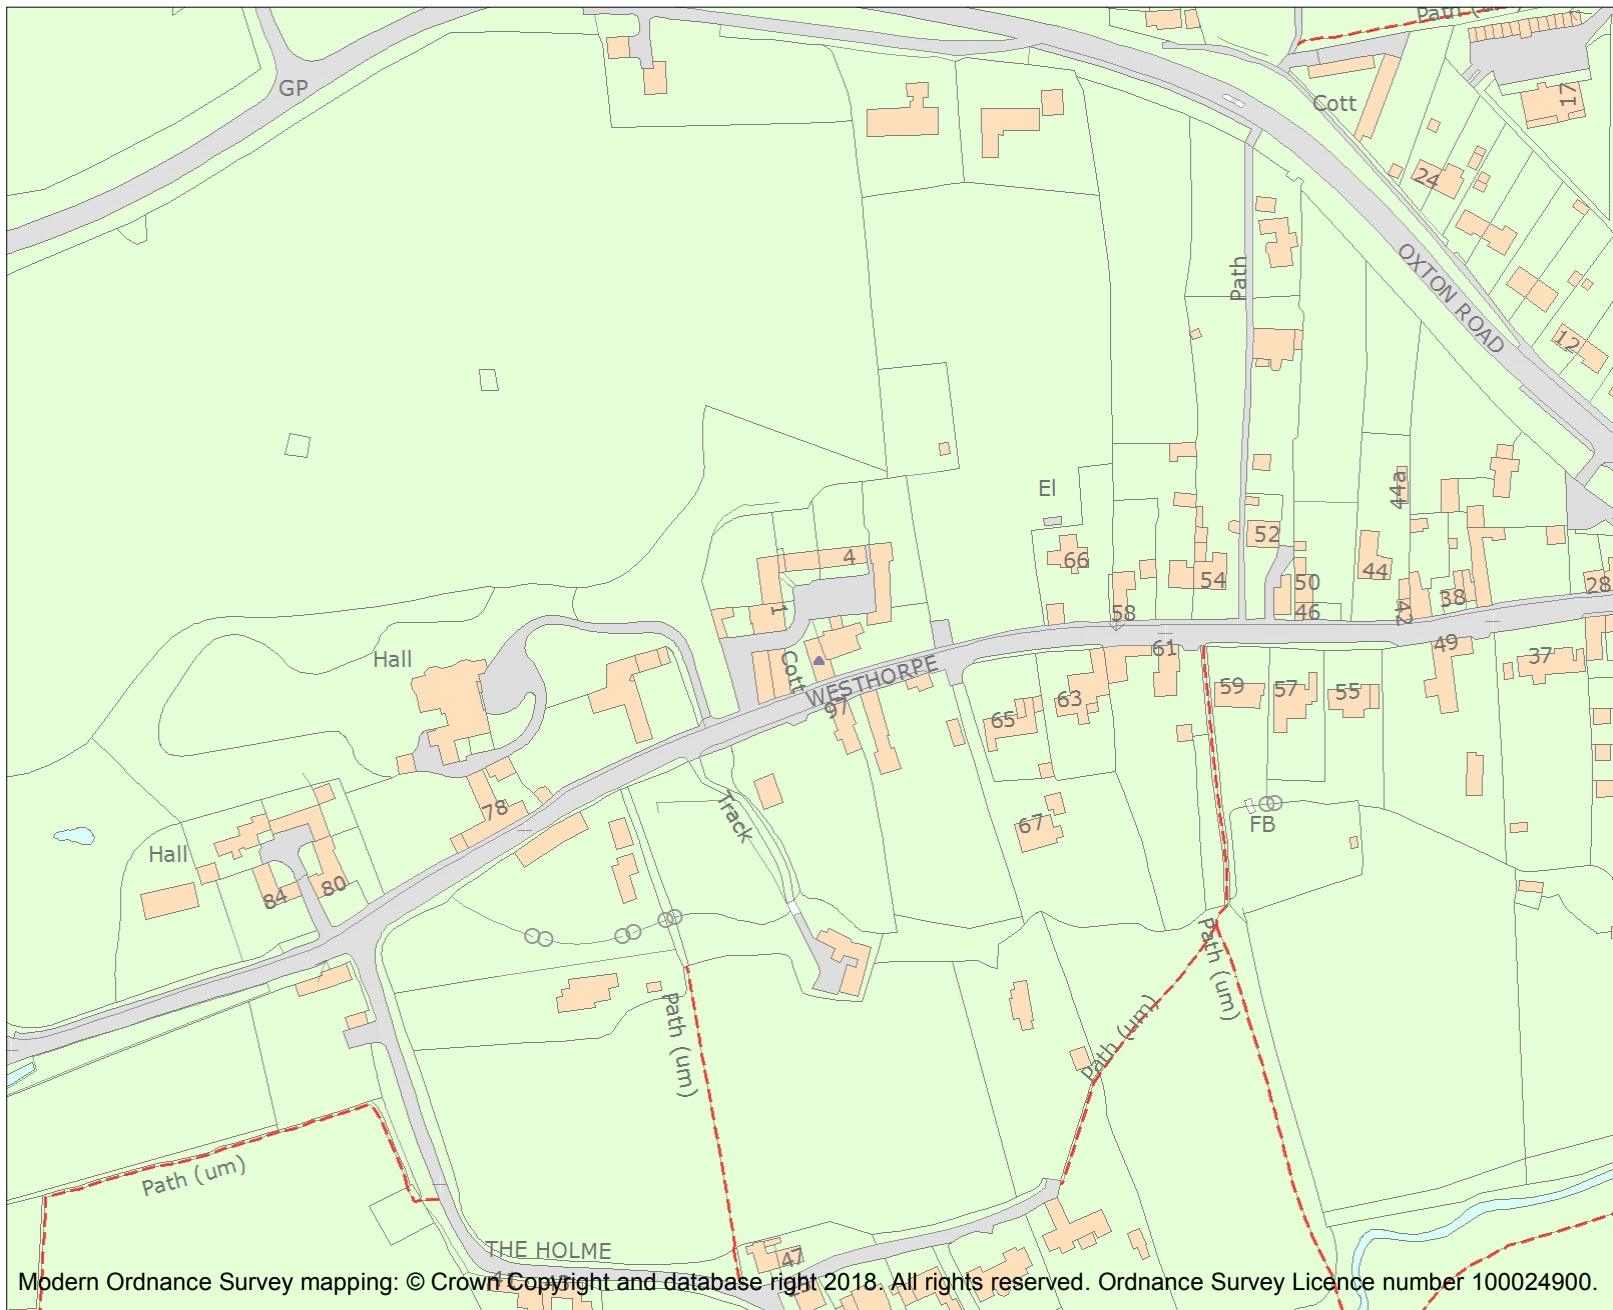 Path (um)
GP
Cott
17
24
OXTON ROAD
Path
12
El
44a
4
52
66
54
50
44
28
58
46
42
38
1
61
49
Hall
Cott
WESTHORPE
37
59
57
55
97
63
65
78
Track
67
FB
Hall
84
80
Path (um)
Path (um)
Path (um)
Path (um)
THE HOLME
47
Modern Ordnance Survey mapping: © Crown Copyright and database right 2018. All rights reserved. Ordnance Survey Licence number 100024900.